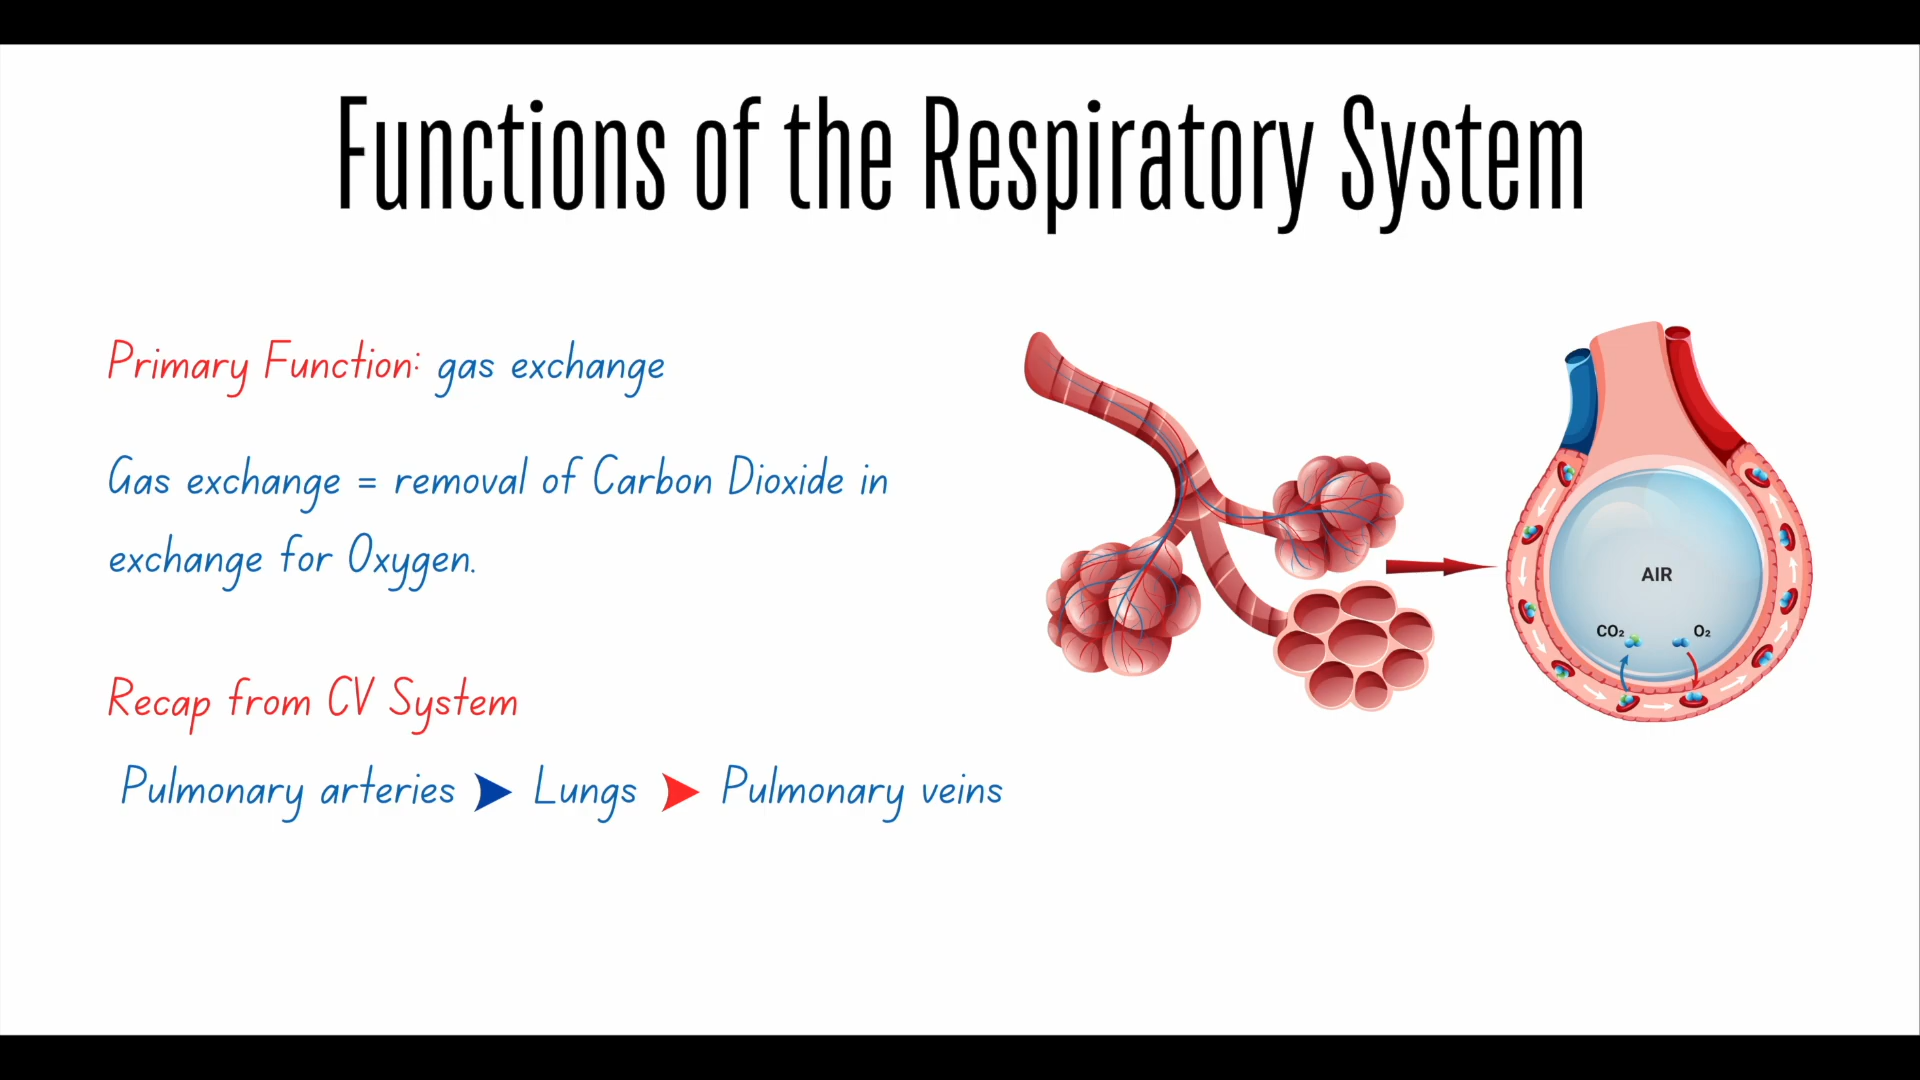 Functions of the Respiratory System
Primary Function: gas exchange
Gas exchange = removal of Carbon Dioxide in
exchange for Oxygen.
Recap from CV System
Pulmonary arteries Lungs Pulmonary veins
AIR
CO₂ O₂